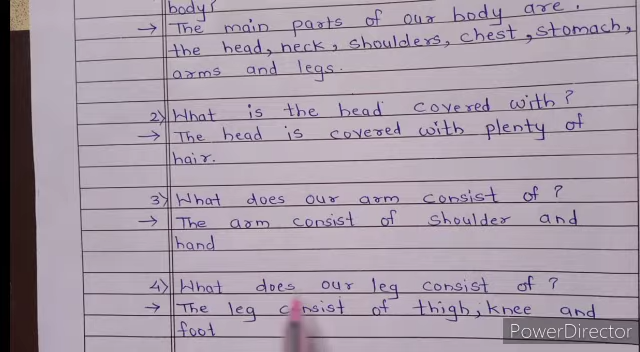 body?
→ The main parts of our body are.
the head, neck, shoulders, chest, stomach,
arms and legs.
2) What is the head covered with?
→ The head is covered with plenty of
hair.
3) What does our arm consist of?
→ The arm consist of shoulder and
hand
4) What does our leg consist of?
→ The leg consist of thigh, knee and
foot
PowerDirector